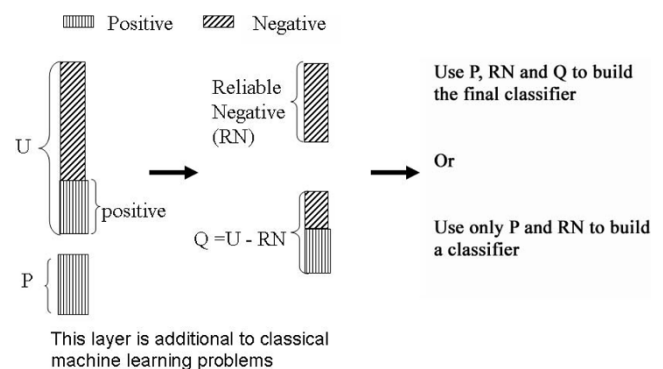 Positive Negative
U
positive
P
This layer is additional to classical
machine learning problems
Reliable
Negative
(RN)
Q =U - RN
Use P, RN and Q to build
the final classifier
Or
Use only P and RN to build
a classifier